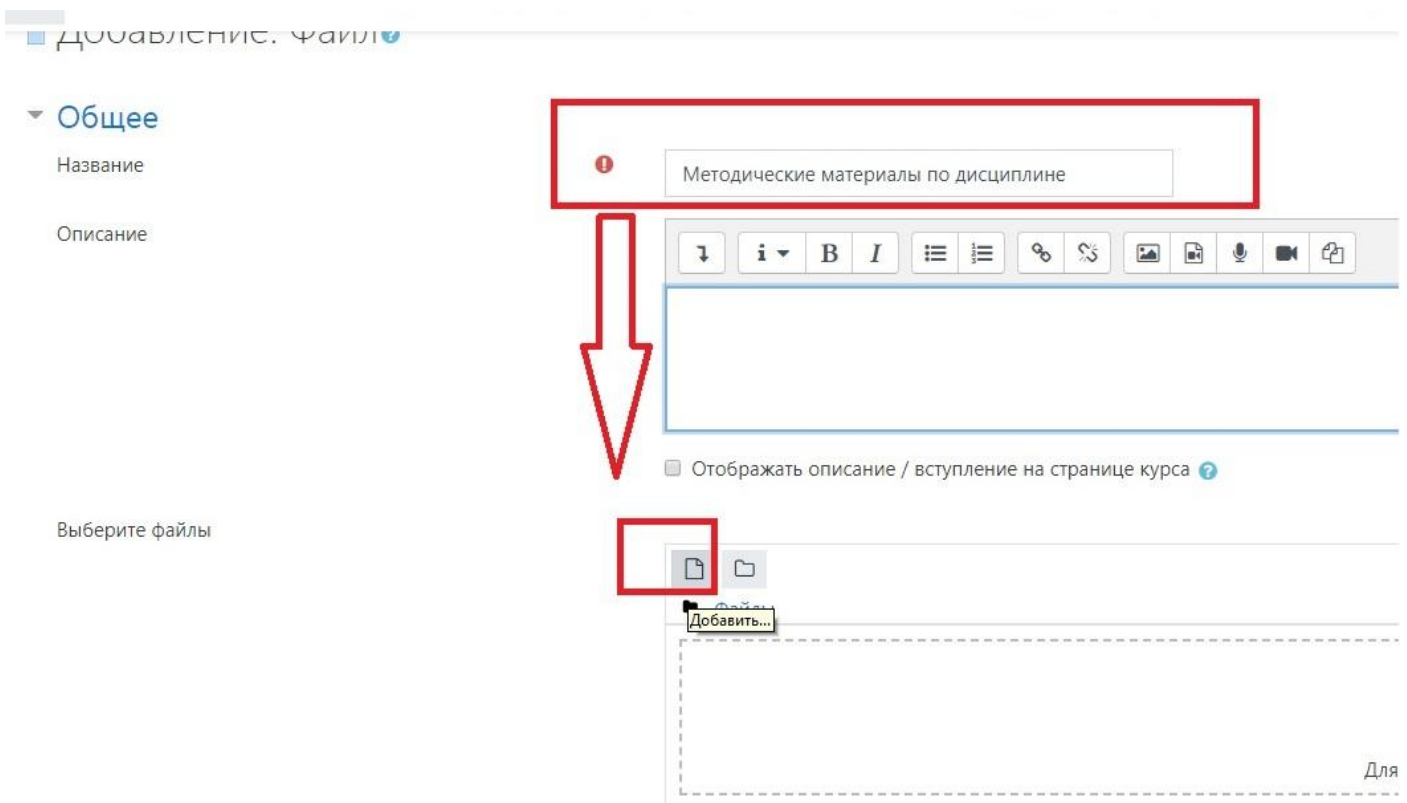 Добавление: Файл
Общее
Название
Методические материалы по дисциплине
Описание
i B I
Отображать описание / вступление на странице курса
Выберите файлы
Файлы
Добавить...
Для